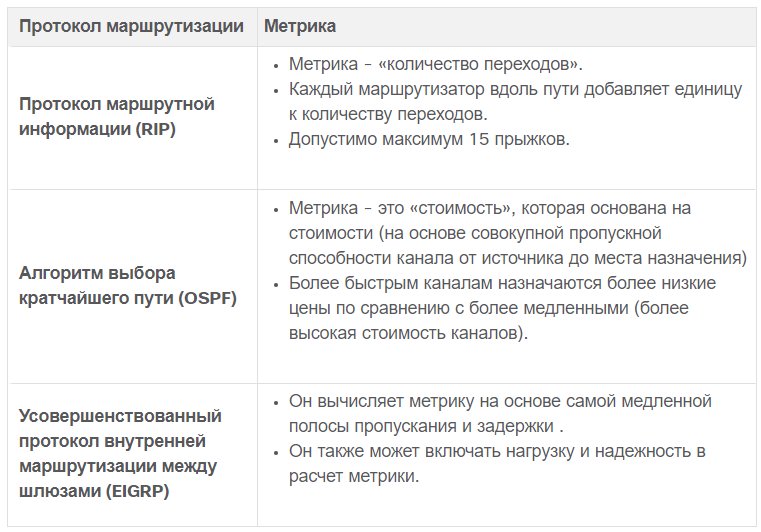 Протокол маршрутизации
Метрика
Протокол маршрутной
информации (RIP)
Метрика - «количество переходов».
Каждый маршрутизатор вдоль пути добавляет единицу
к количеству переходов.
Допустимо максимум 15 прыжков.
Алгоритм выбора
кратчайшего пути (OSPF)
Метрика - это «стоимость», которая основана на
стоимости (на основе совокупной пропускной
способности канала от источника до места назначения)
Более быстрым каналам назначаются более низкие
цены по сравнению с более медленными (более
высокая стоимость каналов).
Усовершенствованный
протокол внутренней
маршрутизации между
шлюзами (EIGRP)
Он вычисляет метрику на основе самой медленной
полосы пропускания и задержки .
Он также может включать нагрузку и надежность в
расчет метрики.